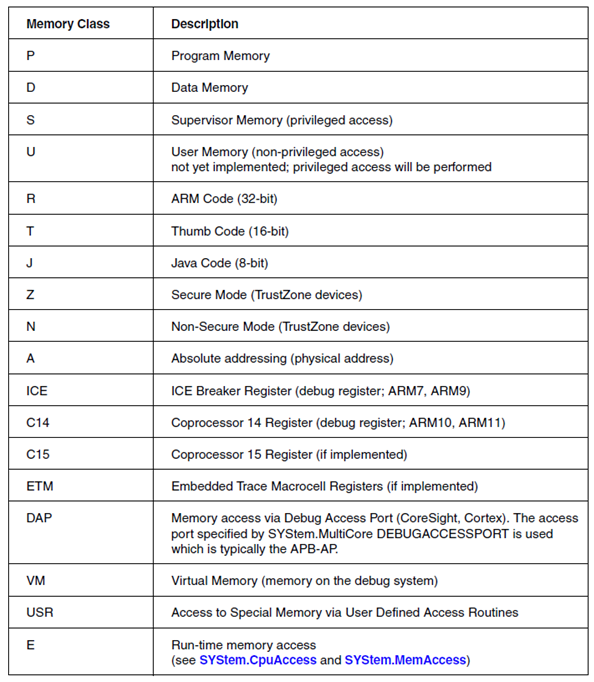 Memory Class Description
P Program Memory
D Data Memory
S Supervisor Memory (privileged access)
U User Memory (non-privileged access)
not yet implemented; privileged access will be performed
R ARM Code (32-bit)
T Thumb Code (16-bit)
J Java Code (8-bit)
Z Secure Mode (TrustZone devices)
N Non-Secure Mode (TrustZone devices)
A Absolute addressing (physical address)
ICE ICE Breaker Register (debug register; ARM7, ARM9)
C14 Coprocessor 14 Register (debug register; ARM10, ARM11)
C15 Coprocessor 15 Register (if implemented)
ETM Embedded Trace Macrocell Registers (if implemented)
DAP Memory access via Debug Access Port (CoreSight, Cortex). The access
port specified by SYStem.MultiCore DEBUGACCESSPORT is used
which is typically the APB-AP.
VM Virtual Memory (memory on the debug system)
USR Access to Special Memory via User Defined Access Routines
E Run-time memory access
(see SYStem.CpuAccess and SYStem.MemAccess)